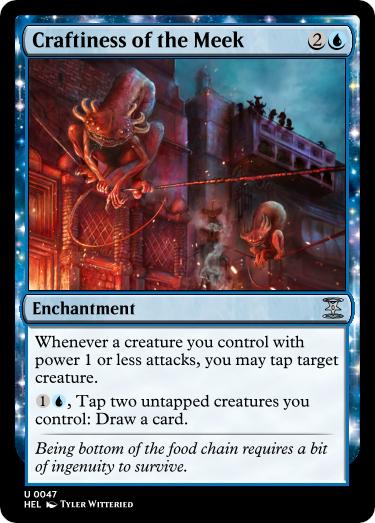 Craftiness of the Meek 2
Enchantment
Whenever a creature you control with
power 1 or less attacks, you may tap target
creature.
1, Tap two untapped creatures you
control: Draw a card.
Being bottom of the food chain requires a bit
of ingenuity to survive.
U 0047
HEL Tyler Witteried